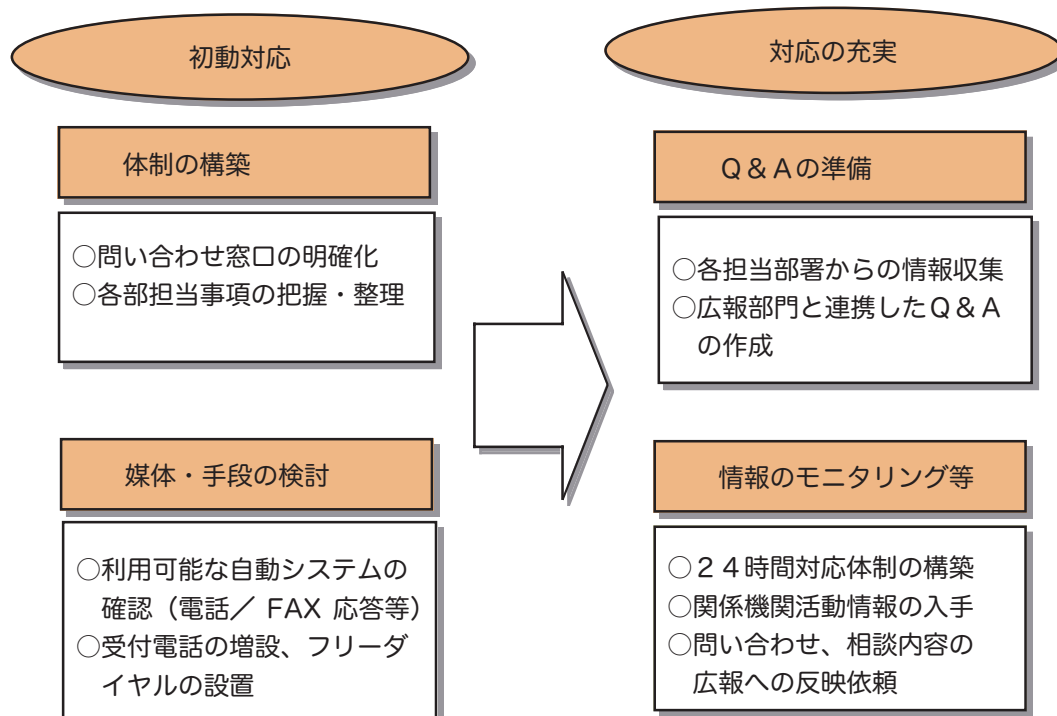 初動対応
体制の構築
○問い合わせ窓口の明確化
○各部担当事項の把握・整理
媒体・手段の検討
○利用可能な自動システムの
確認（電話／ FAX 応答等）
○受付電話の増設、フリーダ
イヤルの設置
対応の充実
Ｑ＆Ａの準備
○各担当部署からの情報収集
○広報部門と連携したＱ＆Ａ
の作成
情報のモニタリング等
○２４時間対応体制の構築
○関係機関活動情報の入手
○問い合わせ、相談内容の
広報への反映依頼